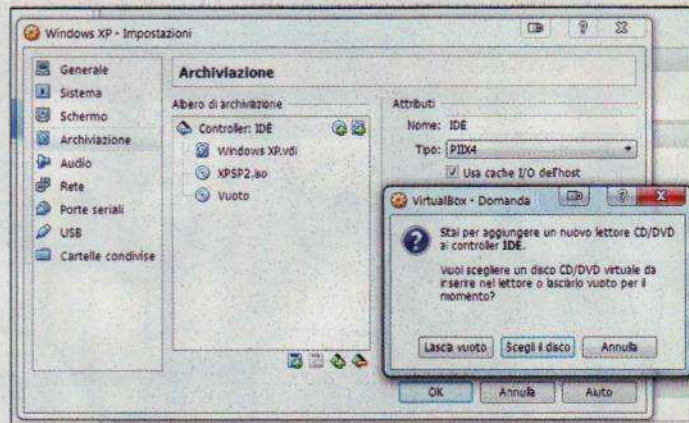 Windows XP - Impostazioni
Generale
Sistema
Schermo
Archiviazione
Audio
Rete
Porte seriali
USB
Cartelle condivise
Archiviazione
Albero di archiviazione
Controller: IDE
Windows XP.vdi
XPSP2.iso
Vuoto
Attributi
Nome: IDE
Tipo: PIIX4
Usa cache I/O dell'host
VirtualBox - Domanda
Stai per aggiungere un nuovo lettore CD/DVD
al controller IDE.
Vuoi scegliere un disco CD/DVD virtuale da
inserire nel lettore o lasciarlo vuoto per il
momento?
Lascia vuoto
Scegli il disco
Annulla
OK
Annulla
Aiuto